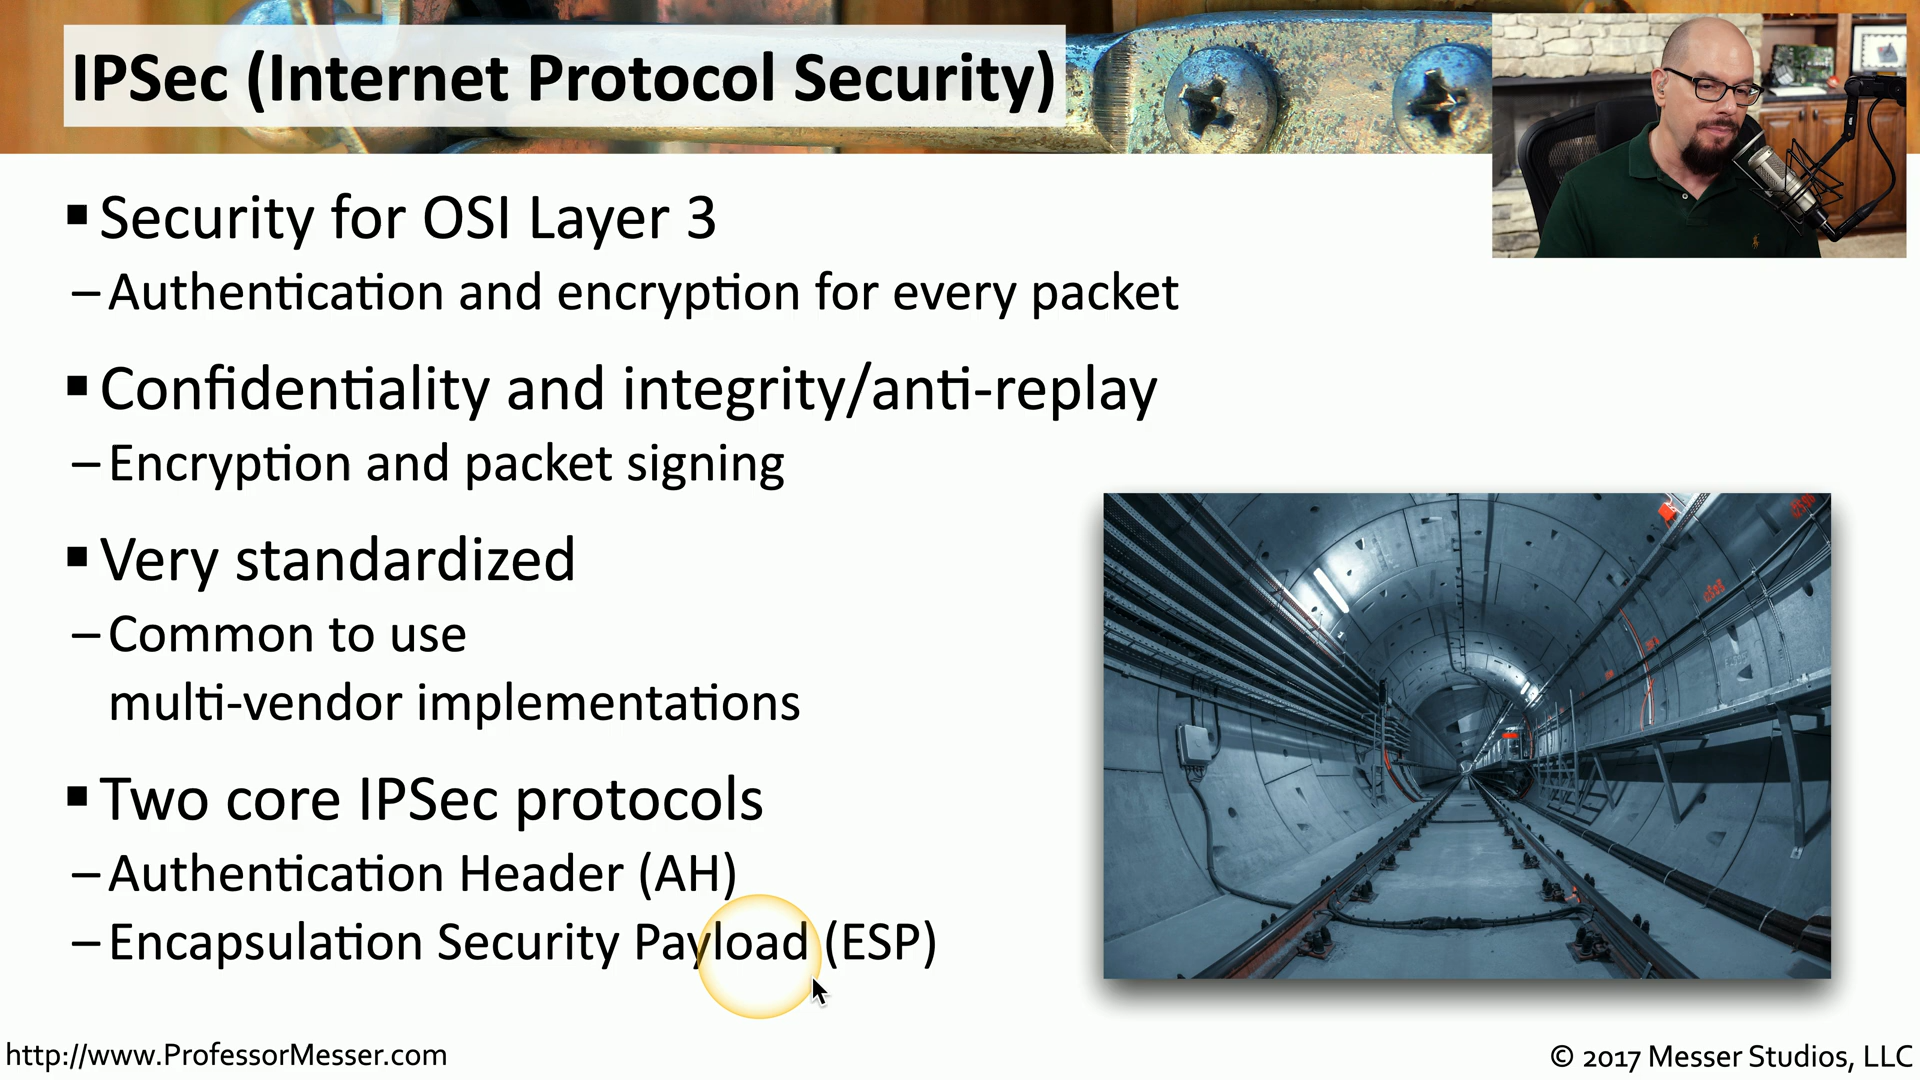 IPSec (Internet Protocol Security)
▪ Security for OSI Layer 3
– Authentication and encryption for every packet
▪ Confidentiality and integrity/anti-replay
– Encryption and packet signing
▪ Very standardized
– Common to use
multi-vendor implementations
▪ Two core IPSec protocols
– Authentication Header (AH)
– Encapsulation Security Payload (ESP)
http://www.ProfessorMesser.com
© 2017 Messer Studios, LLC